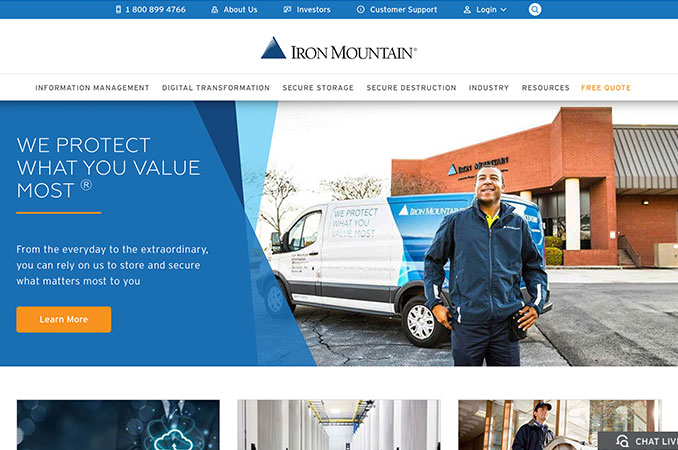 1 800 899 4766 About Us Investors Customer Support Login
IRON MOUNTAIN®
INFORMATION MANAGEMENT DIGITAL TRANSFORMATION SECURE STORAGE SECURE DESTRUCTION INDUSTRY RESOURCES FREE QUOTE
WE PROTECT
WHAT YOU VALUE
MOST ®
From the everyday to the extraordinary,
you can rely on us to store and secure
what matters most to you
Learn More
IRON MOUNTAIN
WE PROTECT
WHAT YOU
VALUE MOST
IRON MOUNTAIN
CHAT LIV